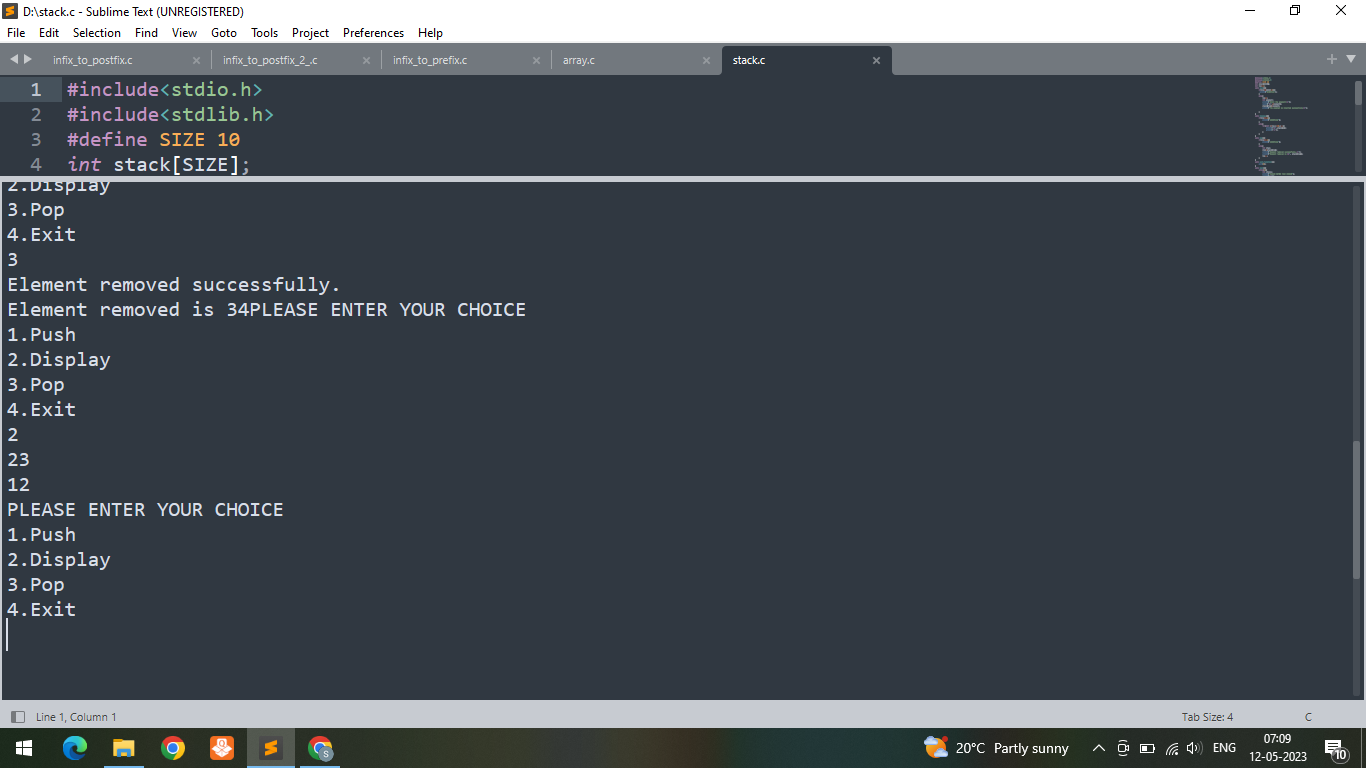 D:\stack.c - Sublime Text (UNREGISTERED)
File Edit Selection Find View Goto Tools Project Preferences Help
infix_to_postfix.c × infix_to_postfix_2_.c × infix_to_prefix.c × array.c × stack.c ×
1 #include<stdio.h>
2 #include<stdlib.h>
3 #define SIZE 10
4 int stack[SIZE];
2.Display
3.Pop
4.Exit
3
Element removed successfully.
Element removed is 34PLEASE ENTER YOUR CHOICE
1.Push
2.Display
3.Pop
4.Exit
2
23
12
PLEASE ENTER YOUR CHOICE
1.Push
2.Display
3.Pop
4.Exit
Line 1, Column 1 Tab Size: 4 C
20°C Partly sunny ENG 07:09
12-05-2023 10